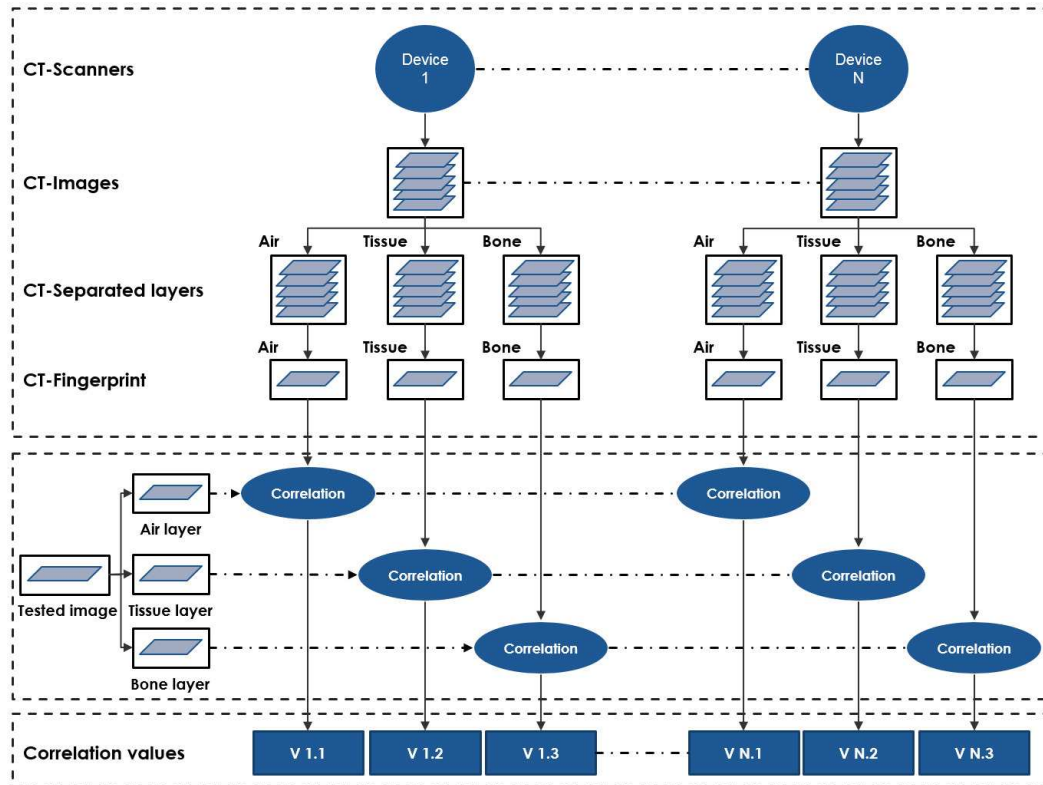 CT-Scanners
Device
1
Device
N
CT-Images
Air
Tissue
Bone
Air
Tissue
Bone
CT-Separated layers
Air
Tissue
Bone
Air
Tissue
Bone
CT-Fingerprint
Correlation
Correlation
Air layer
Correlation
Correlation
Tested image
Tissue layer
Correlation
Correlation
Bone layer
Correlation values
V 1.1
V 1.2
V 1.3
V N.1
V N.2
V N.3